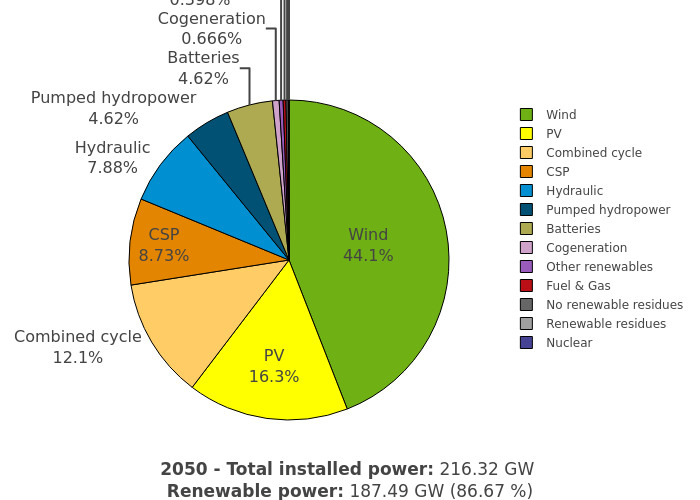 0.398%
Cogeneration
0.666%
Batteries
4.62%
Pumped hydropower
4.62%
Hydraulic
7.88%
CSP
8.73%
Combined cycle
12.1%
PV
16.3%
Wind
44.1%
Wind
PV
Combined cycle
CSP
Hydraulic
Pumped hydropower
Batteries
Cogeneration
Other renewables
Fuel & Gas
No renewable residues
Renewable residues
Nuclear
2050 - Total installed power: 216.32 GW
Renewable power: 187.49 GW (86.67 %)